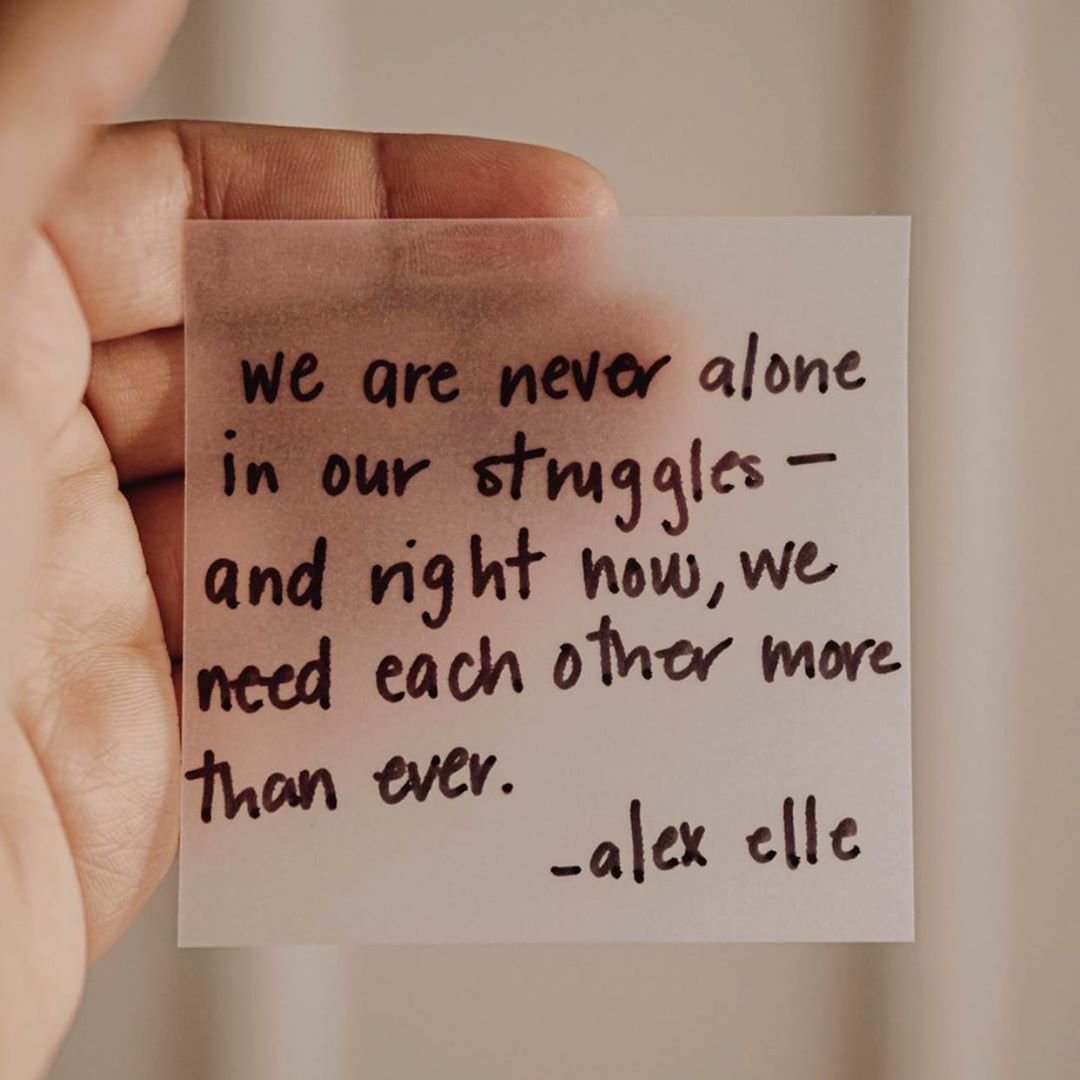 we are never alone
in our struggles —
and right now, we
need each other more
than ever.
-alex elle